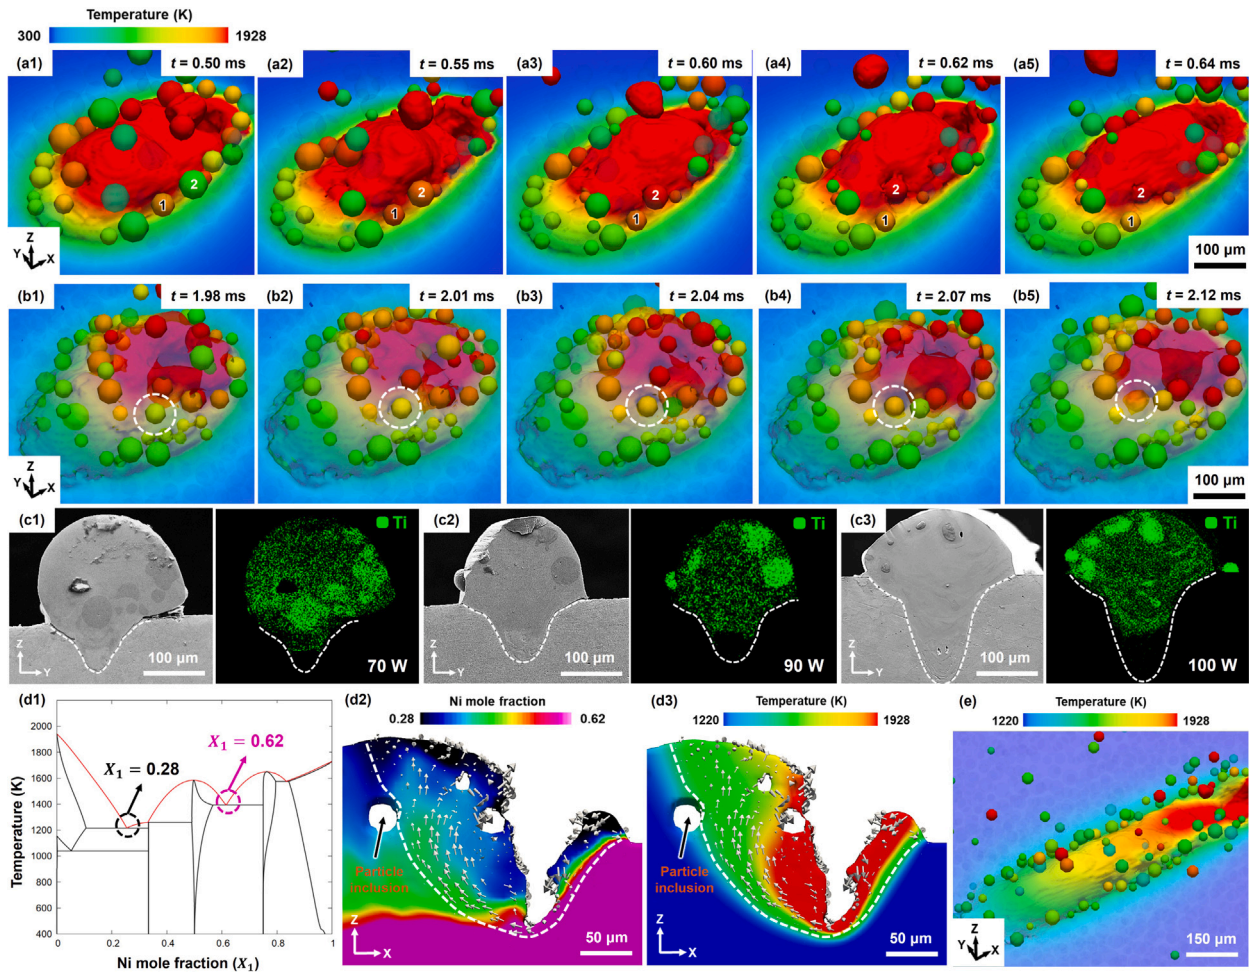 Temperature (K)
300 1928
(a1) t = 0.50 ms (a2) t = 0.55 ms (a3) t = 0.60 ms (a4) t = 0.62 ms (a5) t = 0.64 ms
1 2 1 2 1 2 1 2 1
Z Y X 100 µm
(b1) t = 1.98 ms (b2) t = 2.01 ms (b3) t = 2.04 ms (b4) t = 2.07 ms (b5) t = 2.12 ms
Z Y X 100 µm
(c1) Ti (c2) Ti (c3) Ti
Z Y 100 µm 70 W Z Y 100 µm 90 W Z Y 100 µm 100 W
(d1)
Temperature (K)
2000
1800
1600
1400
1200
1000
800
600
400
X₁ = 0.28
X₁ = 0.62
0 0.2 0.4 0.6 0.8 1
Ni mole fraction (X₁)
(d2) Ni mole fraction
0.28 0.62
Particle
inclusion
Z X 50 µm
(d3) Temperature (K)
1220 1928
Particle
inclusion
Z X 50 µm
(e) Temperature (K)
1220 1928
Z Y X 150 µm